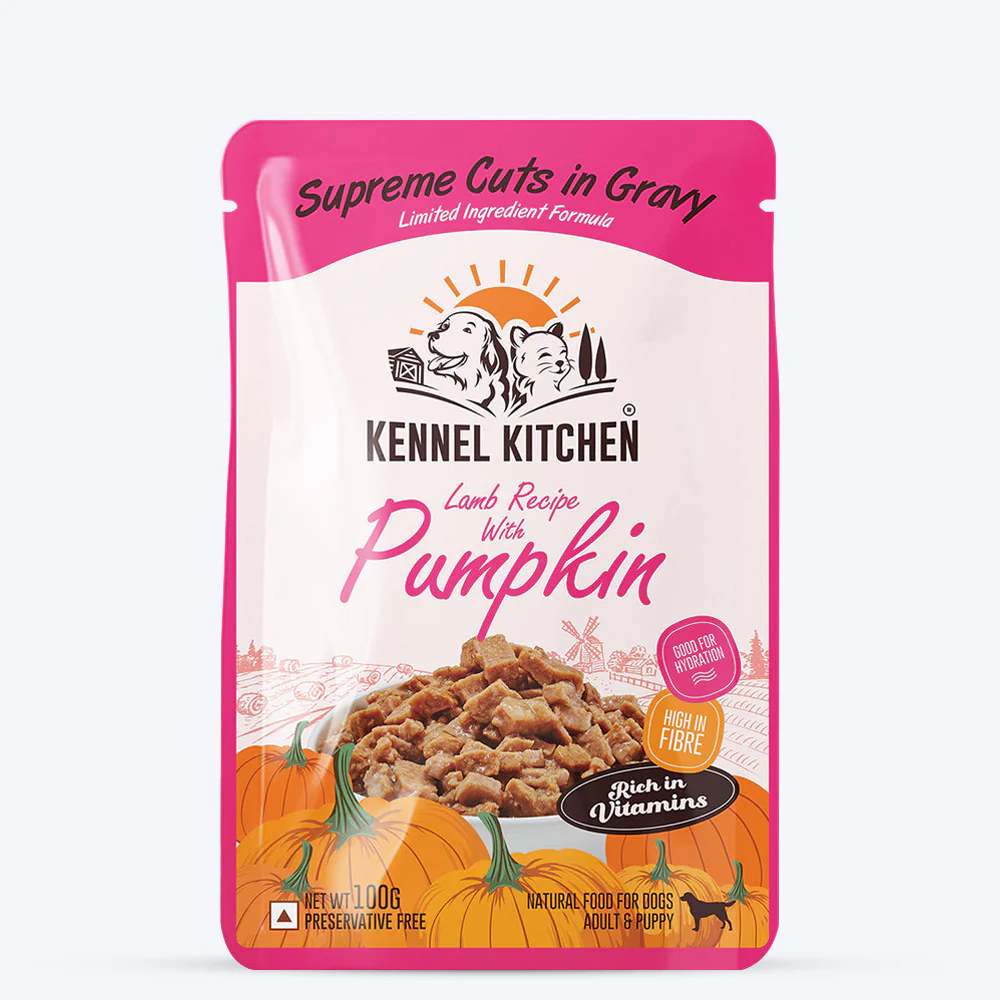 Supreme Cuts in Gravy
Limited Ingredient Formula
KENNEL KITCHEN®
Lamb Recipe
With
Pumpkin
GOOD FOR
HYDRATION
HIGH IN
FIBRE
Rich in
Vitamins
NET WT 100G
PRESERVATIVE FREE
NATURAL FOOD FOR DOGS
ADULT & PUPPY